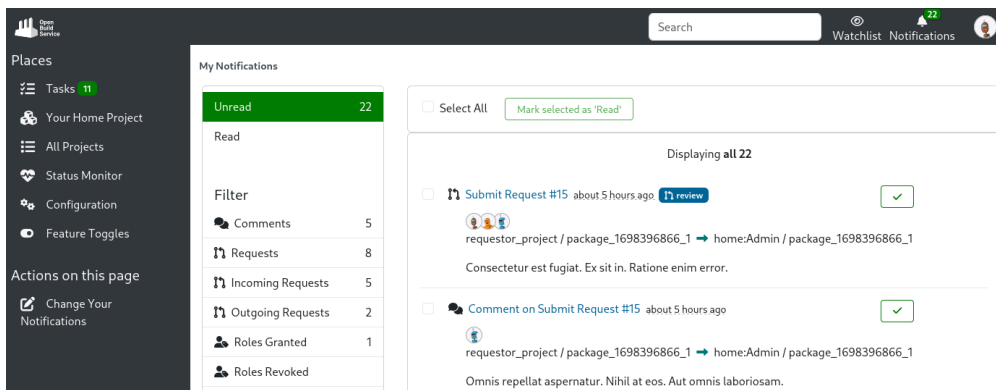 Open
Build
Service
Search
22
Watchlist Notifications
Places
Tasks 11
Your Home Project
All Projects
Status Monitor
Configuration
Feature Toggles
Actions on this page
Change Your
Notifications
My Notifications
Unread 22
Read
Filter
Comments 5
Requests 8
Incoming Requests 5
Outgoing Requests 2
Roles Granted 1
Roles Revoked
Select All Mark selected as 'Read'
Displaying all 22
Submit Request #15 about 5 hours ago review
requestor_project / package_1698396866_1 ➡ home:Admin / package_1698396866_1
Consectetur est fugiat. Ex sit in. Ratione enim error.
Comment on Submit Request #15 about 5 hours ago
requestor_project / package_1698396866_1 ➡ home:Admin / package_1698396866_1
Omnis repellat aspernatur. Nihil at eos. Aut omnis laboriosam.